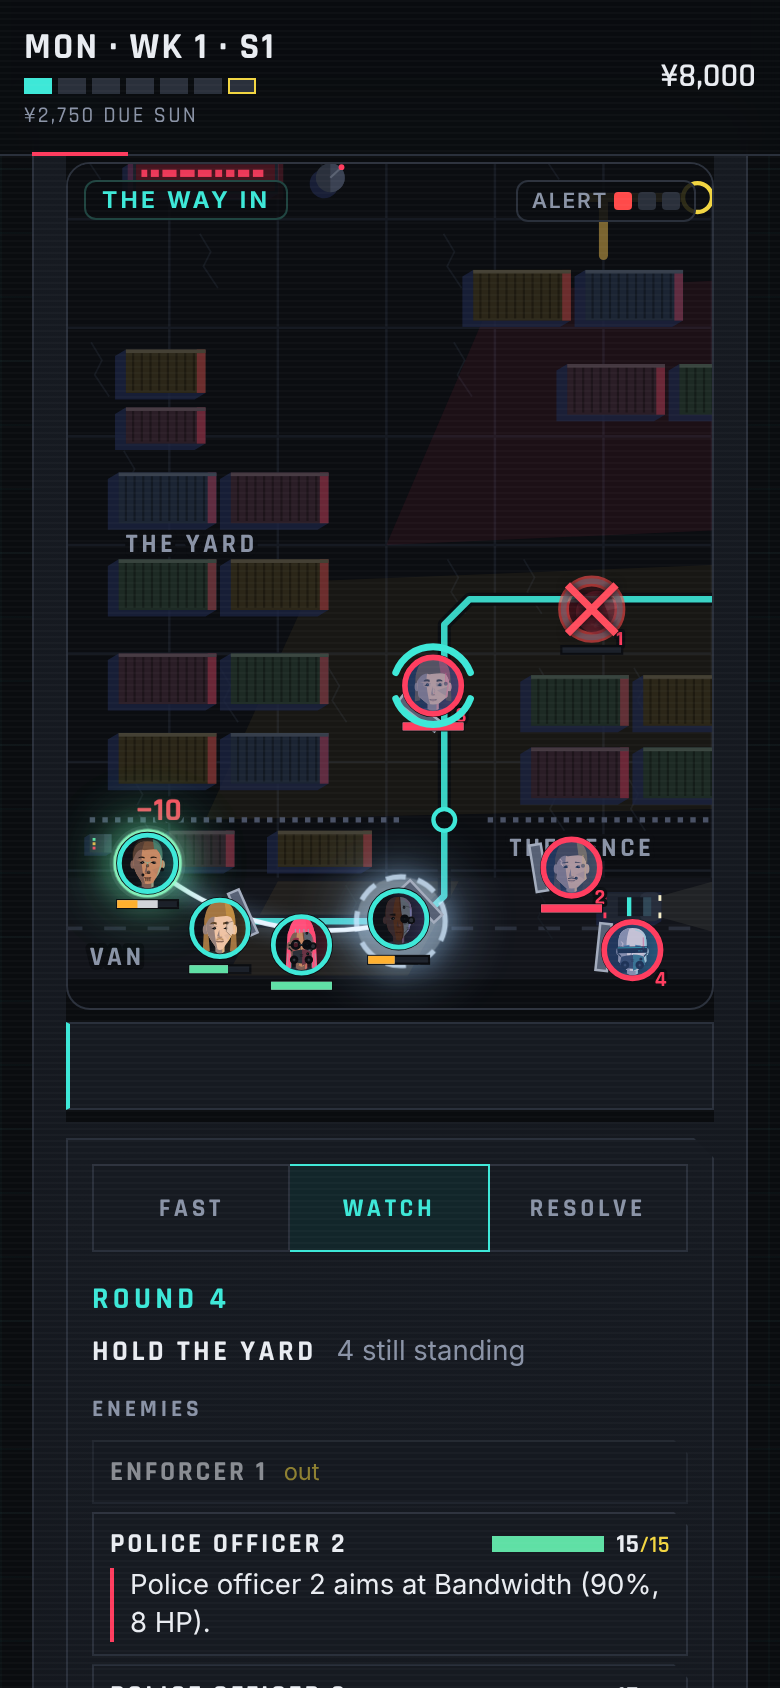 MON · WK 1 · S1
¥8,000
¥2,750 DUE SUN
THE WAY IN
ALERT
THE YARD
1
−10
2
VAN
4
FAST
WATCH
RESOLVE
ROUND 4
HOLD THE YARD 4 still standing
ENEMIES
ENFORCER 1 out
POLICE OFFICER 2 15/15
Police officer 2 aims at Bandwidth (90%,
8 HP).